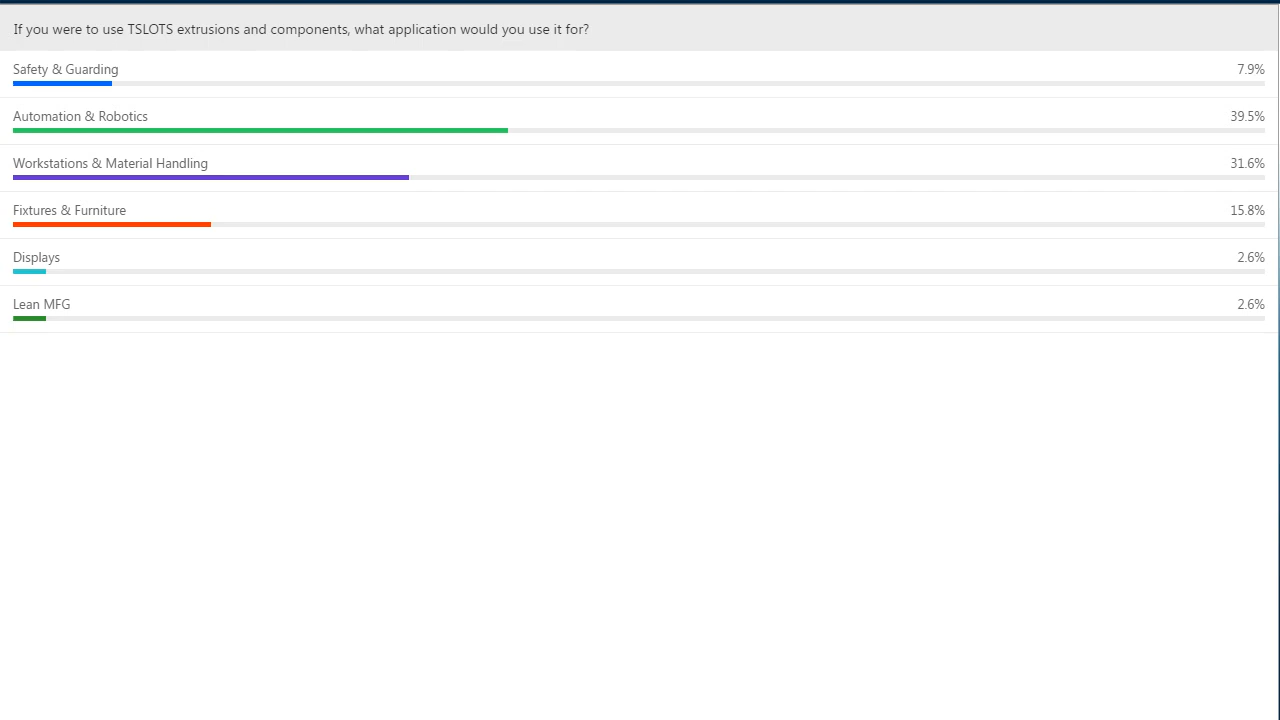 If you were to use TSLOTS extrusions and components, what application would you use it for?
Safety & Guarding 7.9%
Automation & Robotics 39.5%
Workstations & Material Handling 31.6%
Fixtures & Furniture 15.8%
Displays 2.6%
Lean MFG 2.6%